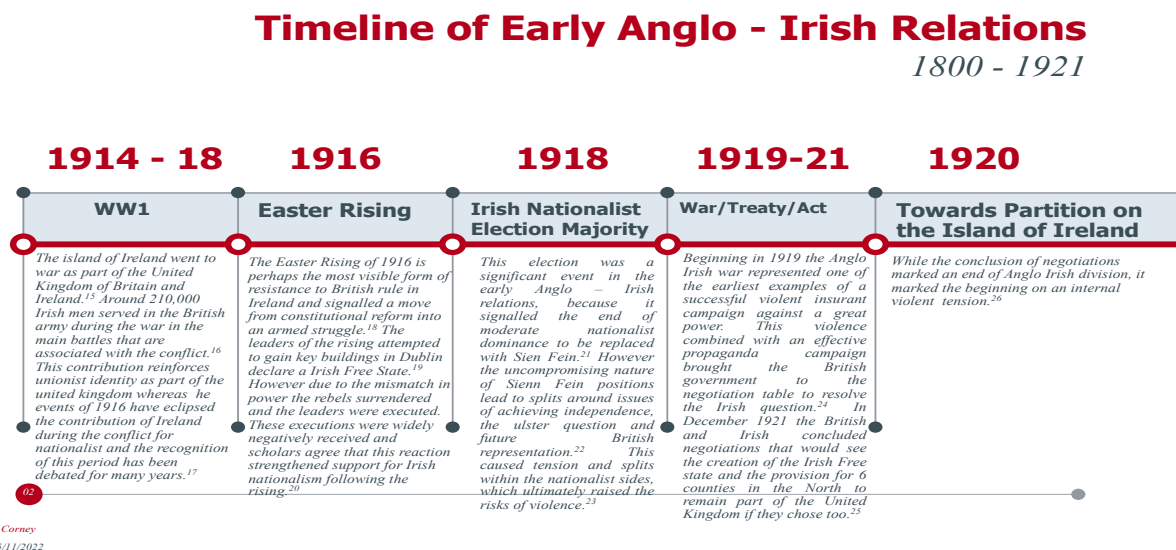 Timeline of Early Anglo - Irish Relations
1800 - 1921
1914 - 18
WW1
The island of Ireland went to
war as part of the United
Kingdom of Britain and
Ireland.15 Around 210,000
Irish men served in the British
army during the war in the
main battles that are
associated with the conflict.16
This contribution reinforces
unionist identity as part of the
united kingdom whereas he
events of 1916 have eclipsed
the contribution of Ireland
during the conflict for
nationalist and the recognition
of this period has been
debated for many years.17
1916
Easter Rising
The Easter Rising of 1916 is
perhaps the most visible form of
resistance to British rule in
Ireland and signalled a move
from constitutional reform into
an armed struggle.18 The
leaders of the rising attempted
to gain key buildings in Dublin
declare a Irish Free State.19
However due to the mismatch in
power the rebels surrendered
and the leaders were executed.
These executions were widely
negatively received and
scholars agree that this reaction
strengthened support for Irish
nationalism following the
rising.20
1918
Irish Nationalist
Election Majority
This election was a
significant event in the
early Anglo – Irish
relations, because it
signalled the end of
moderate nationalist
dominance to be replaced
with Sien Fein.21 However
the uncompromising nature
of Sienn Fein positions
lead to splits around issues
of achieving independence,
the ulster question and
future British
representation.22 This
caused tension and splits
within the nationalist sides,
which ultimately raised the
risks of violence.23
1919-21
War/Treaty/Act
Beginning in 1919 the Anglo
Irish war represented one of
the earliest examples of a
successful violent insurant
campaign against a great
power. This violence
combined with an effective
propaganda campaign
brought the British
government to the
negotiation table to resolve
the Irish question.24 In
December 1921 the British
and Irish concluded
negotiations that would see
the creation of the Irish Free
state and the provision for 6
counties in the North to
remain part of the United
Kingdom if they chose too.25
1920
Towards Partition on
the Island of Ireland
While the conclusion of negotiations
marked an end of Anglo Irish division, it
marked the beginning on an internal
violent tension.26
02
Corney
/11/2022